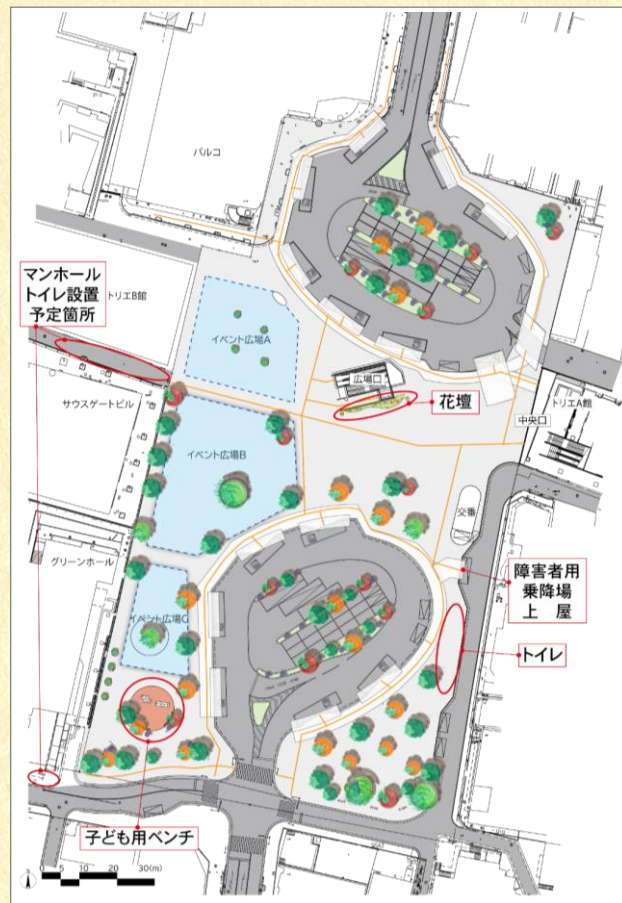 パルコ
マンホール
トイレ設置
予定箇所
トリエB館
イベント広場A
サウスゲートビル
広場口
花壇
トリエA館
中央口
イベント広場B
交番
グリーンホール
障害者用
乗降場
上　屋
イベント広場C
トイレ
子ども用ベンチ
0 5 10 20 30(m)